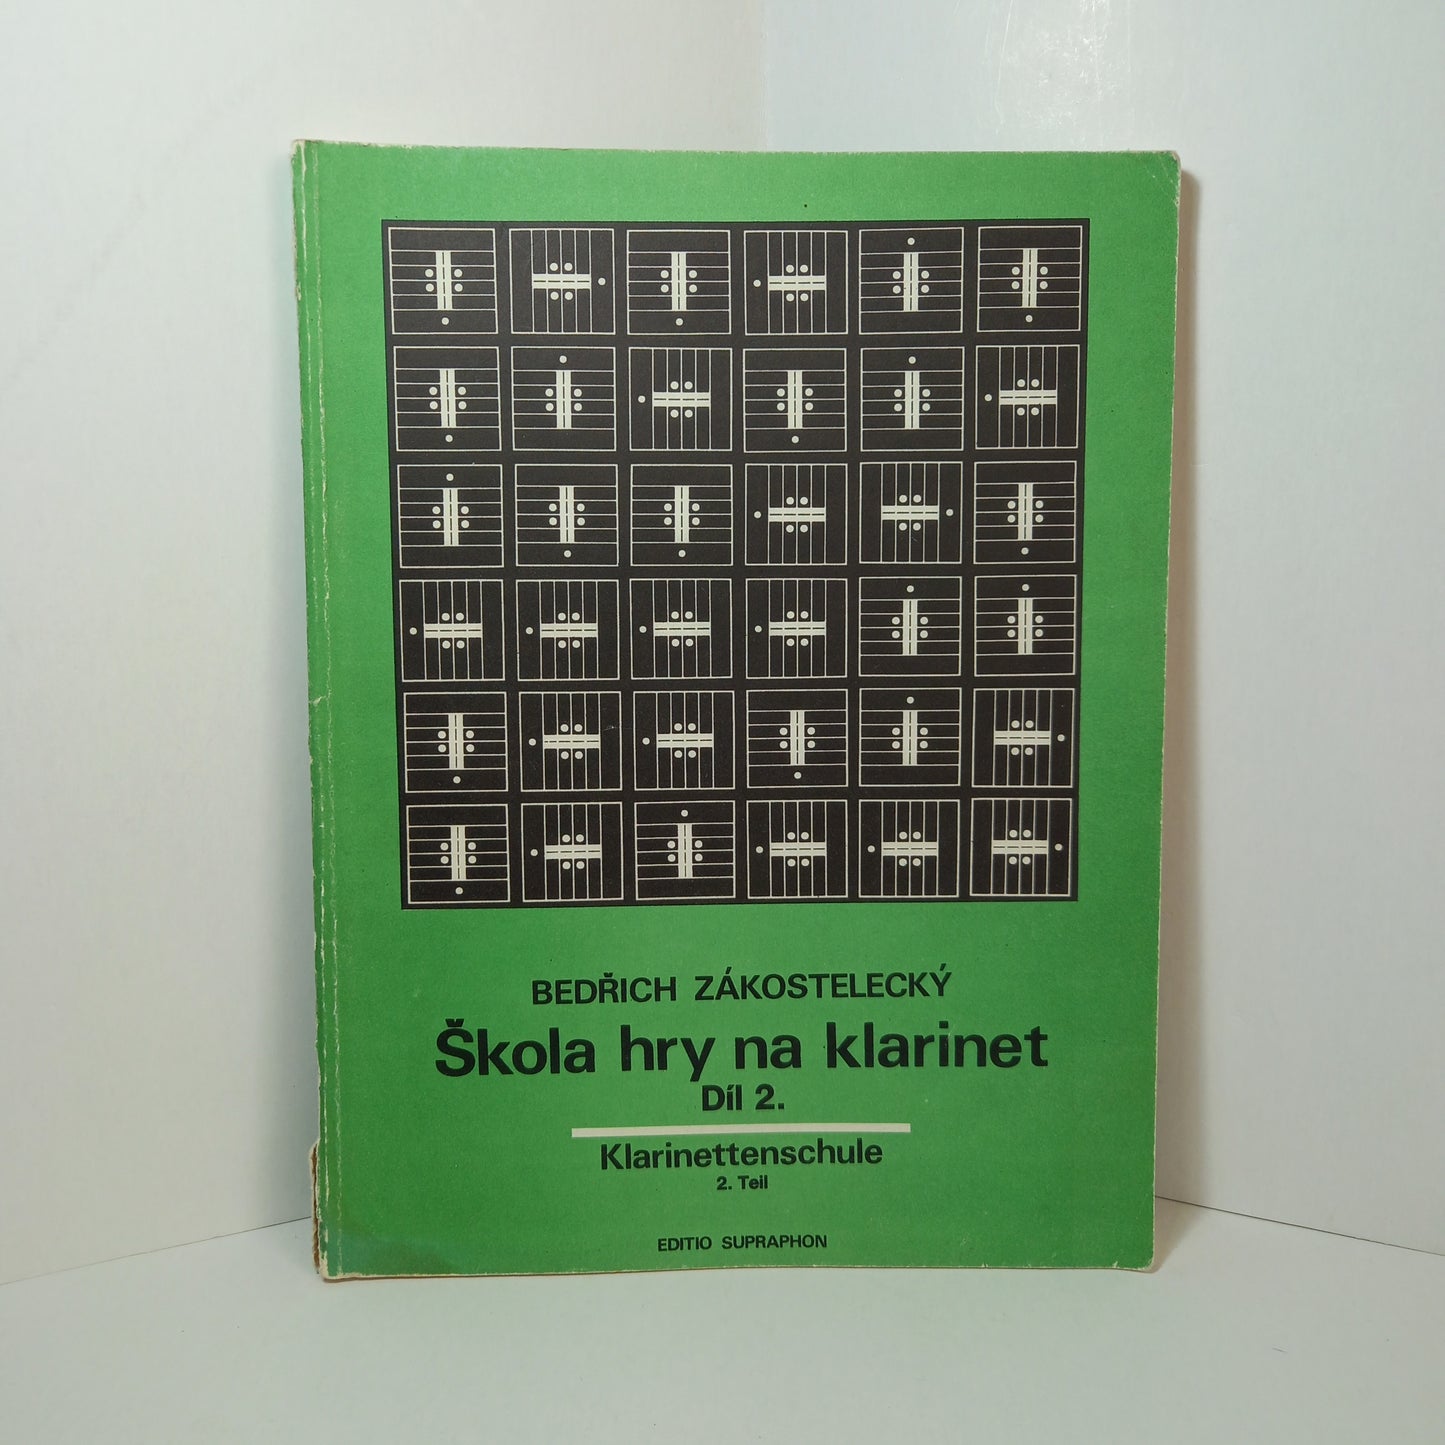 BEDŘICH ZÁKOSTELECKÝ
Škola hry na klarinet
Díl 2.
Klarinettenschule
2. Teil
EDITIO SUPRAPHON